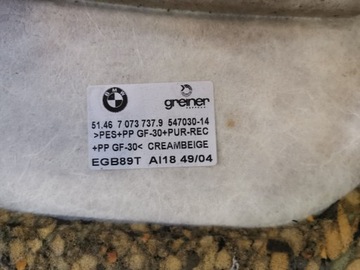 BMW
greiner
51.46 7 073 737.9 547030-14
>PES+PP GF-30+PUR-REC
+PP GF-30< CREAMBEIGE
EGB89T AI18 49/04